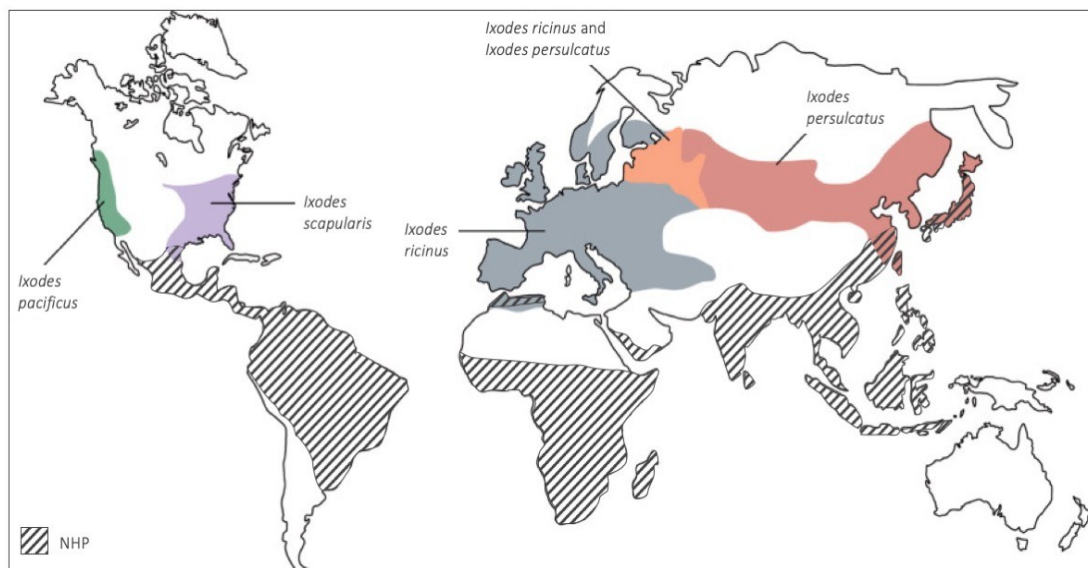 Ixodes ricinus and
Ixodes persulcatus
Ixodes
persulcatus
Ixodes
scapularis
Ixodes
ricinus
Ixodes
pacificus
NHP